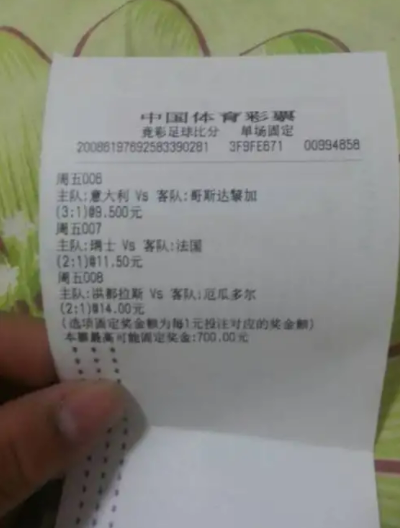 中国体育彩票
竞彩足球比分 单场固定
20086197692583390281 3F9FE671 00994858
周五006
主队:意大利 Vs 客队:哥斯达黎加
(3:1)@9.500元
周五007
主队:瑞士 Vs 客队:法国
(2:1)@11.50元
周五008
主队:洪都拉斯 Vs 客队:厄瓜多尔
(2:1)@14.00元
(选项固定奖金额为每1元投注对应的奖金额)
本票最高可能固定奖金:700.00元